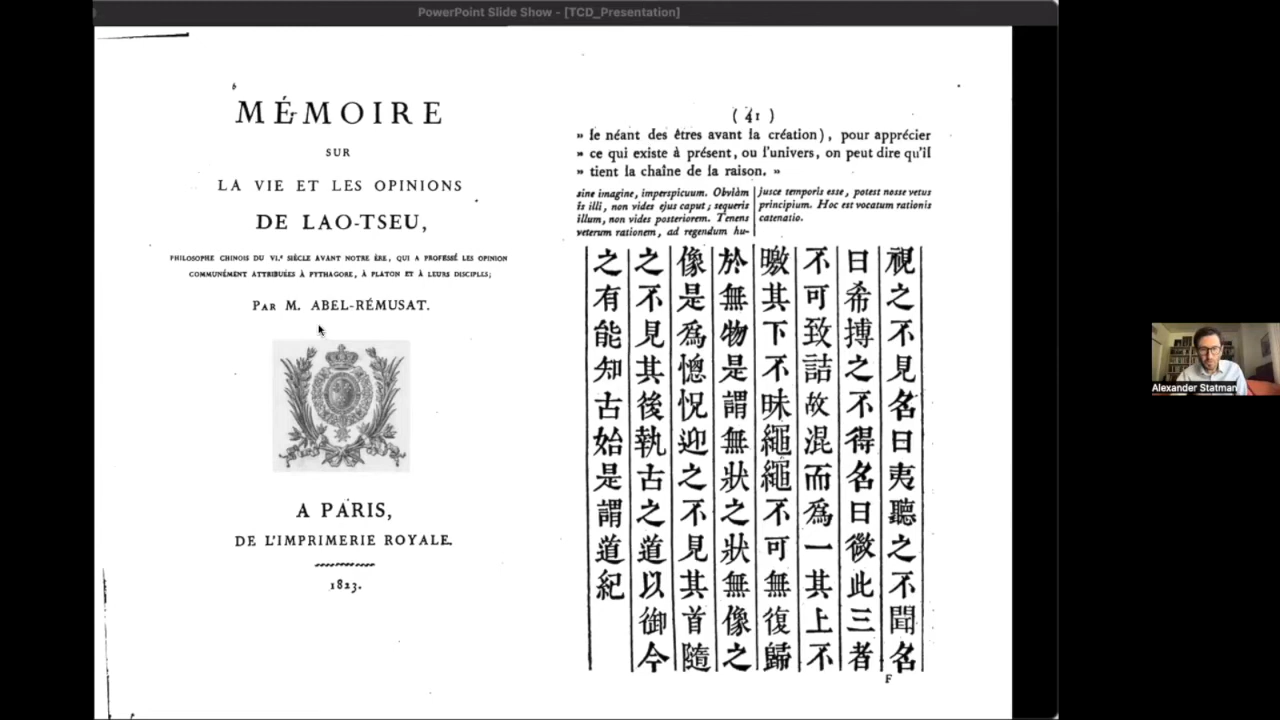 PowerPoint Slide Show - [TCD_Presentation]
MÉMOIRE
SUR
LA VIE ET LES OPINIONS
DE LAO-TSEU,
PHILOSOPHE CHINOIS DU VI.e SIÈCLE AVANT NOTRE ÈRE, QUI A PROFESSÉ LES OPINION
COMMUNÉMENT ATTRIBUÉES À PYTHAGORE, À PLATON ET À LEURS DISCIPLES;
PAR M. ABEL-RÉMUSAT.
A PARIS,
DE L'IMPRIMERIE ROYALE.
1823.
( 41 )
» le néant des êtres avant la création), pour apprécier
» ce qui existe à présent, ou l'univers, on peut dire qu'il
» tient la chaîne de la raison. »
sine imagine, imperspicuum. Obviàm
is illi, non vides ejus caput; sequeris
illum, non vides posteriorem. Tenens
veterum rationem, ad regendum hu-
jusce temporis esse, potest nosse vetus
principium. Hoc est vocatum rationis
catenatio.
視之不見名曰夷聽之不聞名
曰希搏之不得名曰微此三者
不可致詰故混而爲一其上不
曒其下不昧繩繩不可無復歸
於無物是謂無狀之狀無像之
像是爲惚怳迎之不見其首隨
之不見其後執古之道以御今
之有能知古始是謂道紀
F
Alexander Statman